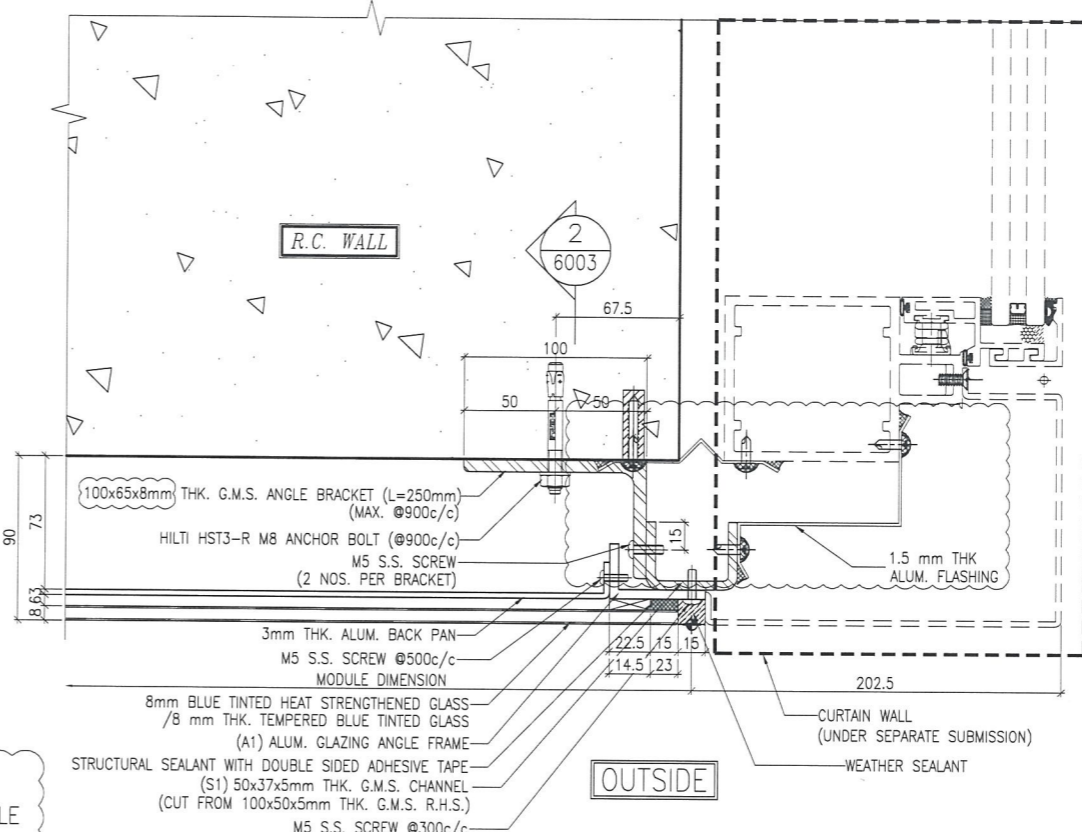 R.C. WALL
2
6003
67.5
100
50
50
100x65x8mm THK. G.M.S. ANGLE BRACKET (L=250mm)
(MAX. @900c/c)
HILTI HST3-R M8 ANCHOR BOLT (@900c/c)
M5 S.S. SCREW
(2 NOS. PER BRACKET)
15
1.5 mm THK
ALUM. FLASHING
90
73
63
8
3mm THK. ALUM. BACK PAN
M5 S.S. SCREW @500c/c
22.5 15 15
14.5 23
MODULE DIMENSION
202.5
8mm BLUE TINTED HEAT STRENGTHENED GLASS
/8 mm THK. TEMPERED BLUE TINTED GLASS
(A1) ALUM. GLAZING ANGLE FRAME
STRUCTURAL SEALANT WITH DOUBLE SIDED ADHESIVE TAPE
(S1) 50x37x5mm THK. G.M.S. CHANNEL
(CUT FROM 100x50x5mm THK. G.M.S. R.H.S.)
M5 S.S. SCREW @300c/c
CURTAIN WALL
(UNDER SEPARATE SUBMISSION)
WEATHER SEALANT
OUTSIDE
LE